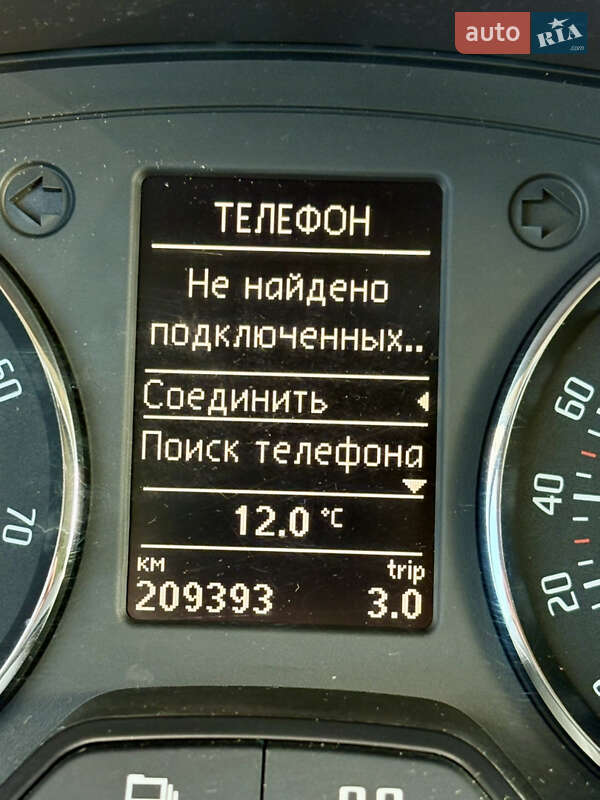 auto RIA
.com
ТЕЛЕФОН
Не найдено
подключенных..
Соединить
Поиск телефона
12.0 °C
км trip
209393 3.0
60
70
60
40
20